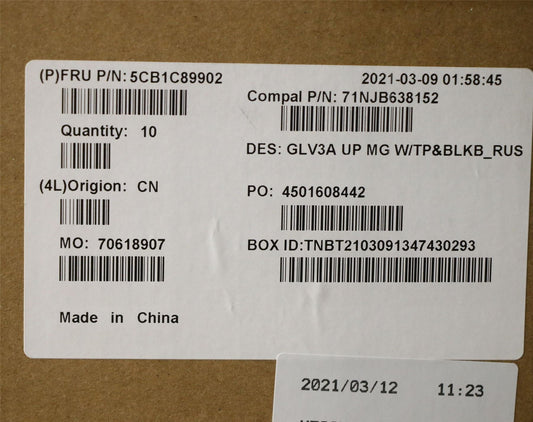 (P)FRU P/N: 5CB1C89902
2021-03-09 01:58:45
Compal P/N: 71NJB638152
Quantity: 10
DES: GLV3A UP MG W/TP&BLKB_RUS
(4L)Origion: CN
PO: 4501608442
MO: 70618907
BOX ID:TNBT2103091347430293
Made in China
2021/03/12 11:23